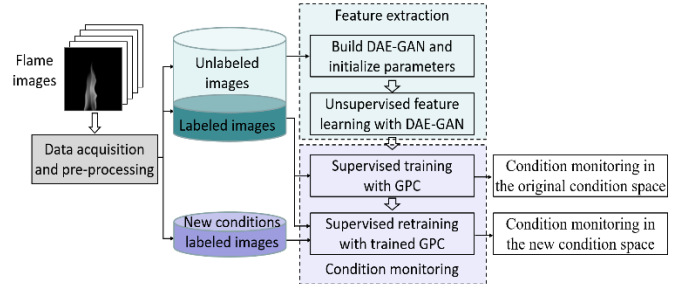 Flame
images
Data acquisition
and pre-processing
Unlabeled
images
Labeled images
New conditions
labeled images
Feature extraction
Build DAE-GAN and
initialize parameters
Unsupervised feature
learning with DAE-GAN
Supervised training
with GPC
Supervised retraining
with trained GPC
Condition monitoring
Condition monitoring in
the original condition space
Condition monitoring in
the new condition space